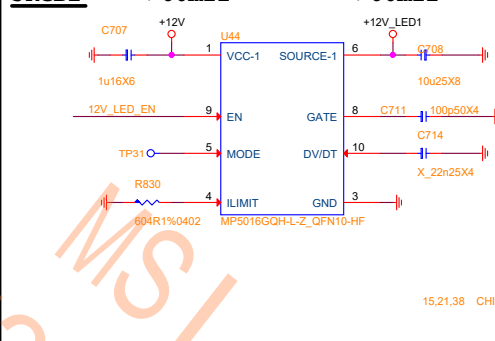 C707
+12V
U44
+12V_LED1
1
VCC-1
SOURCE-1
6
C708
1u16X6
10u25X8
12V_LED_EN
9
EN
GATE
8
C711
100p50X4
TP31
5
MODE
DV/DT
10
C714
X_22n25X4
R830
4
ILIMIT
GND
3
604R1%0402
MP5016GQH-L-Z_QFN10-HF
MSI
15,21,38 CHI